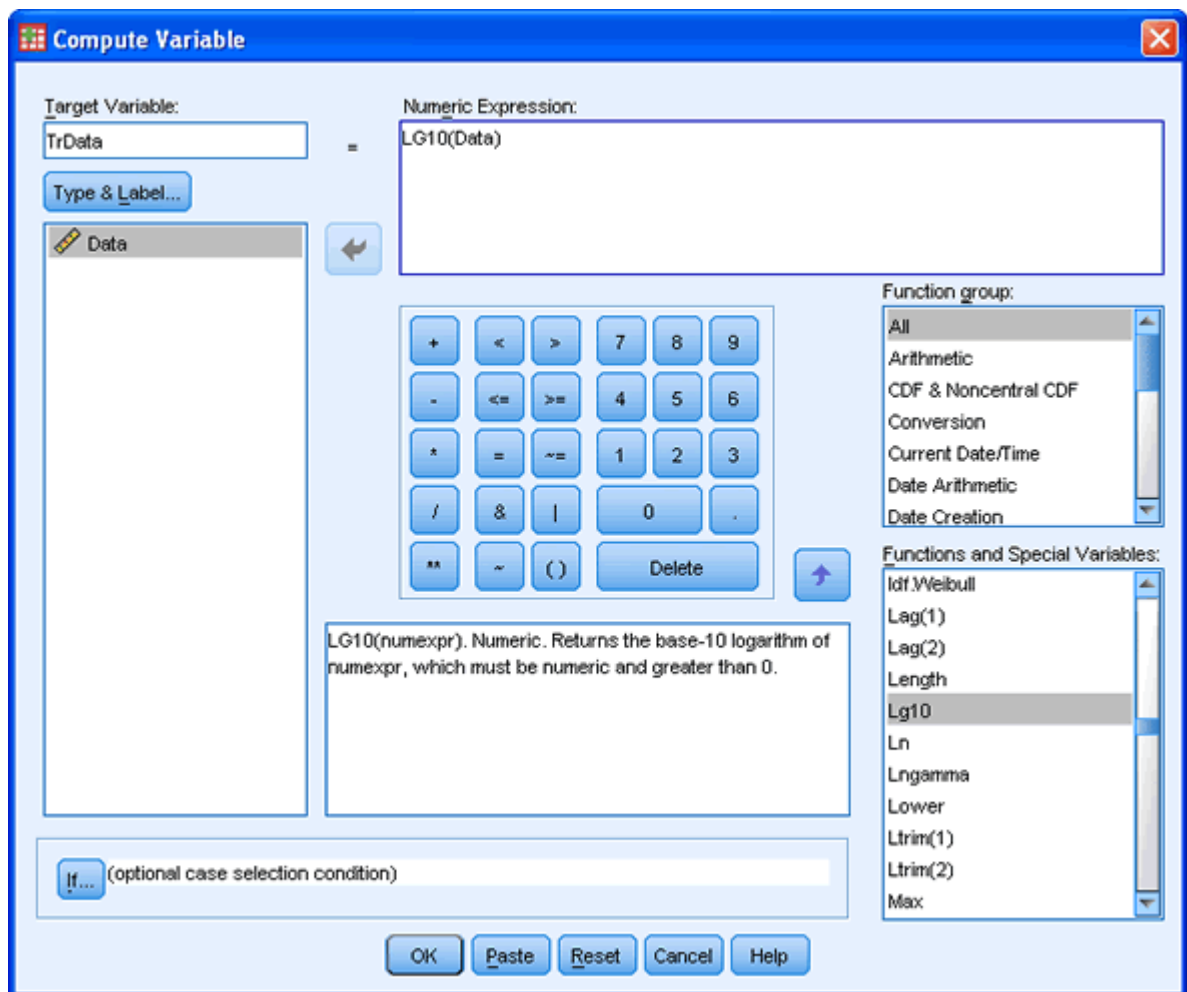 Compute Variable
Target Variable:
TrData
=
Numeric Expression:
LG10(Data)
Type & Label...
Data
+
<
>
7
8
9
-
<=
>=
4
5
6
*
=
~=
1
2
3
/
&
|
0
.
**
~
( )
Delete
LG10(numexpr). Numeric. Returns the base-10 logarithm of
numexpr, which must be numeric and greater than 0.
Function group:
All
Arithmetic
CDF & Noncentral CDF
Conversion
Current Date/Time
Date Arithmetic
Date Creation
Functions and Special Variables:
Idf.Weibull
Lag(1)
Lag(2)
Length
Lg10
Ln
Lngamma
Lower
Ltrim(1)
Ltrim(2)
Max
If... (optional case selection condition)
OK
Paste
Reset
Cancel
Help